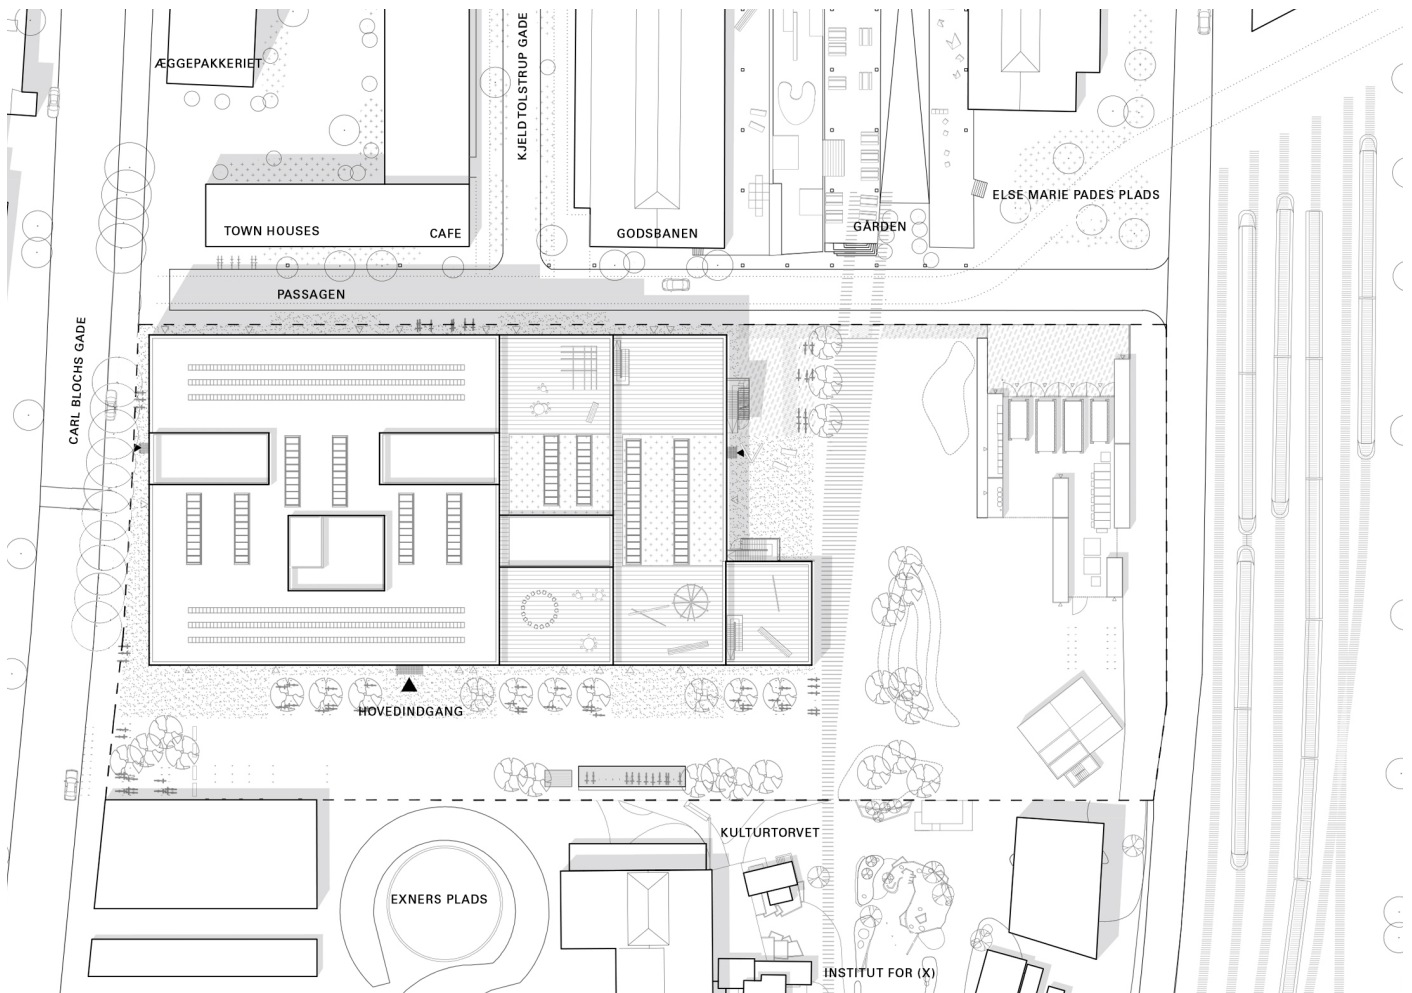 ÆGGEPAKKERIET
KJELD TOLSTRUP GADE
TOWN HOUSES
CAFE
GODSBANEN
GÅRDEN
ELSE MARIE PADES PLADS
PASSAGEN
CARL BLOCHS GADE
HOVEDINDGANG
KULTURTORVET
EXNERS PLADS
INSTITUT FOR (X)